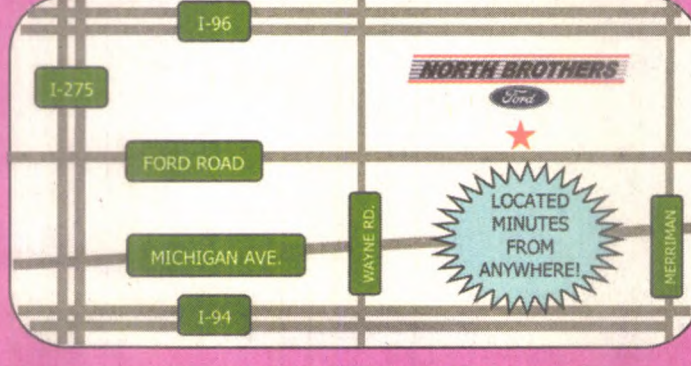 I-96
NORTH BROTHERS
Ford
I-275
FORD ROAD
LOCATED
MINUTES
FROM
ANYWHERE!
WAYNE RD.
MERRIMAN
MICHIGAN AVE.
I-94